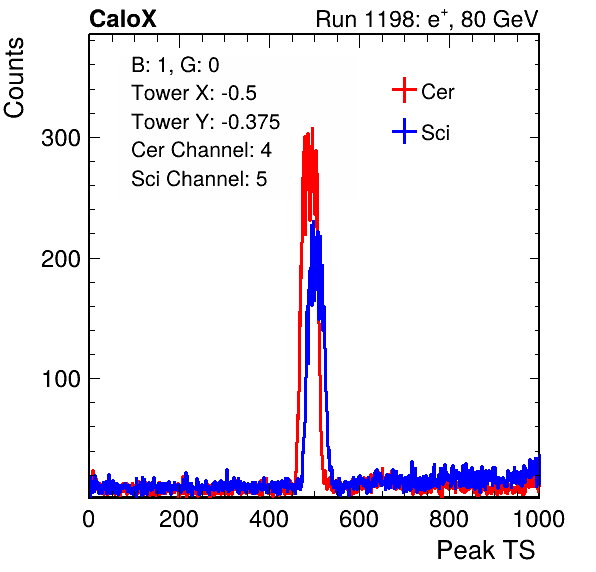 CaloX Run 1198: e⁺, 80 GeV
Counts
B: 1, G: 0
Tower X: -0.5
Tower Y: -0.375
Cer Channel: 4
Sci Channel: 5
Cer
Sci
300
200
100
0 200 400 600 800 1000
Peak TS